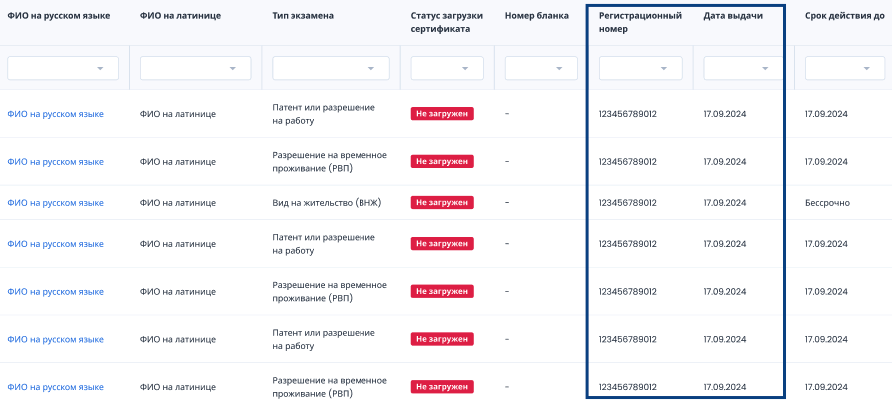 ФИО на русском языке ФИО на латинице Тип экзамена Статус загрузки сертификата Номер бланка Регистрационный номер Дата выдачи Срок действия до
ФИО на русском языке ФИО на латинице Патент или разрешение на работу Не загружен - 123456789012 17.09.2024 17.09.2024
ФИО на русском языке ФИО на латинице Разрешение на временное проживание (РВП) Не загружен - 123456789012 17.09.2024 17.09.2024
ФИО на русском языке ФИО на латинице Вид на жительство (ВНЖ) Не загружен - 123456789012 17.09.2024 Бессрочно
ФИО на русском языке ФИО на латинице Патент или разрешение на работу Не загружен - 123456789012 17.09.2024 17.09.2024
ФИО на русском языке ФИО на латинице Разрешение на временное проживание (РВП) Не загружен - 123456789012 17.09.2024 17.09.2024
ФИО на русском языке ФИО на латинице Патент или разрешение на работу Не загружен - 123456789012 17.09.2024 17.09.2024
ФИО на русском языке ФИО на латинице Разрешение на временное проживание (РВП) Не загружен - 123456789012 17.09.2024 17.09.2024